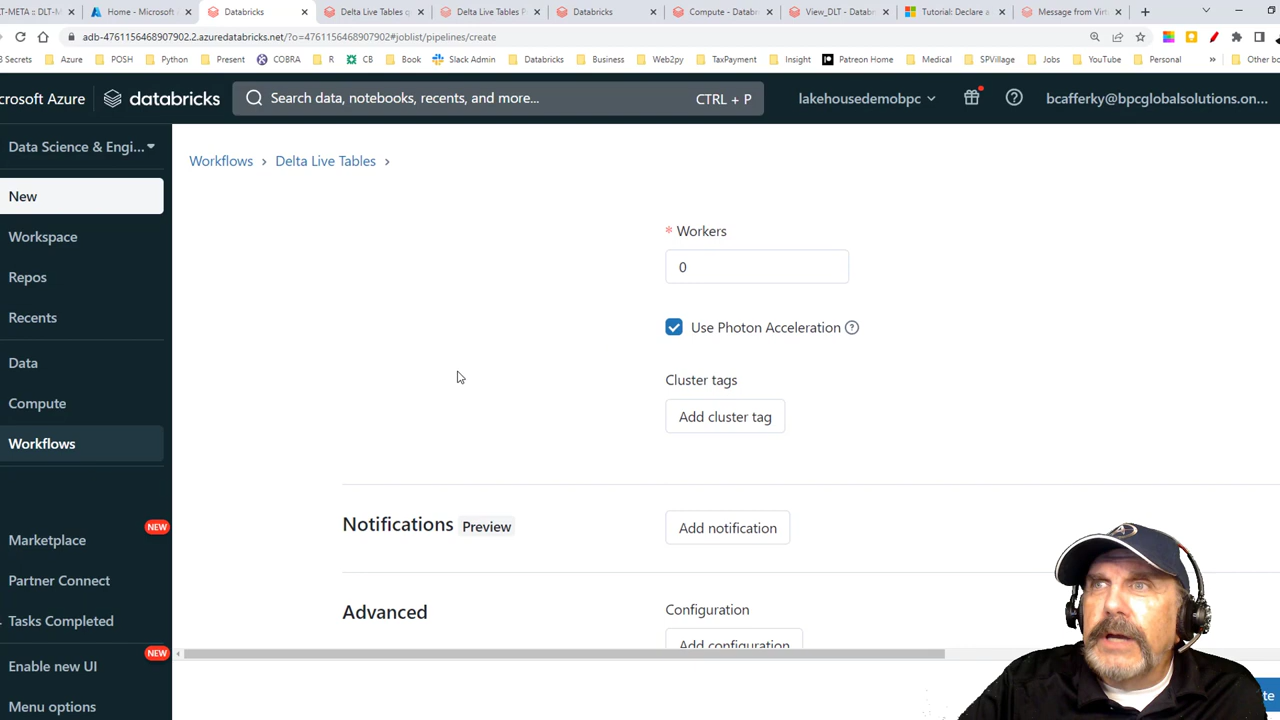 LT-META :: DLT-M
Home - Microsoft A
Databricks
Delta Live Tables q
Delta Live Tables P
Databricks
Compute - Databr
View_DLT - Databr
Tutorial: Declare a
Message from Virt
adb-4761156468907902.2.azuredatabricks.net/?o=4761156468907902#joblist/pipelines/create
B Secrets
Azure
POSH
Python
Present
COBRA
R
CB
Book
Slack Admin
Databricks
Business
Web2py
TaxPayment
Insight
Patreon Home
Medical
SPVillage
Jobs
YouTube
Personal
»
Other bo
crosoft Azure
databricks
Search data, notebooks, recents, and more...
CTRL + P
lakehousedemobpc
bcafferky@bpcglobalsolutions.on...
Data Science & Engi...
Workflows > Delta Live Tables >
New
Workspace
Repos
Recents
Data
Compute
Workflows
Marketplace
NEW
Partner Connect
Tasks Completed
Enable new UI
NEW
Menu options
* Workers
0
Use Photon Acceleration
Cluster tags
Add cluster tag
Notifications
Preview
Add notification
Advanced
Configuration
Add configuration
te